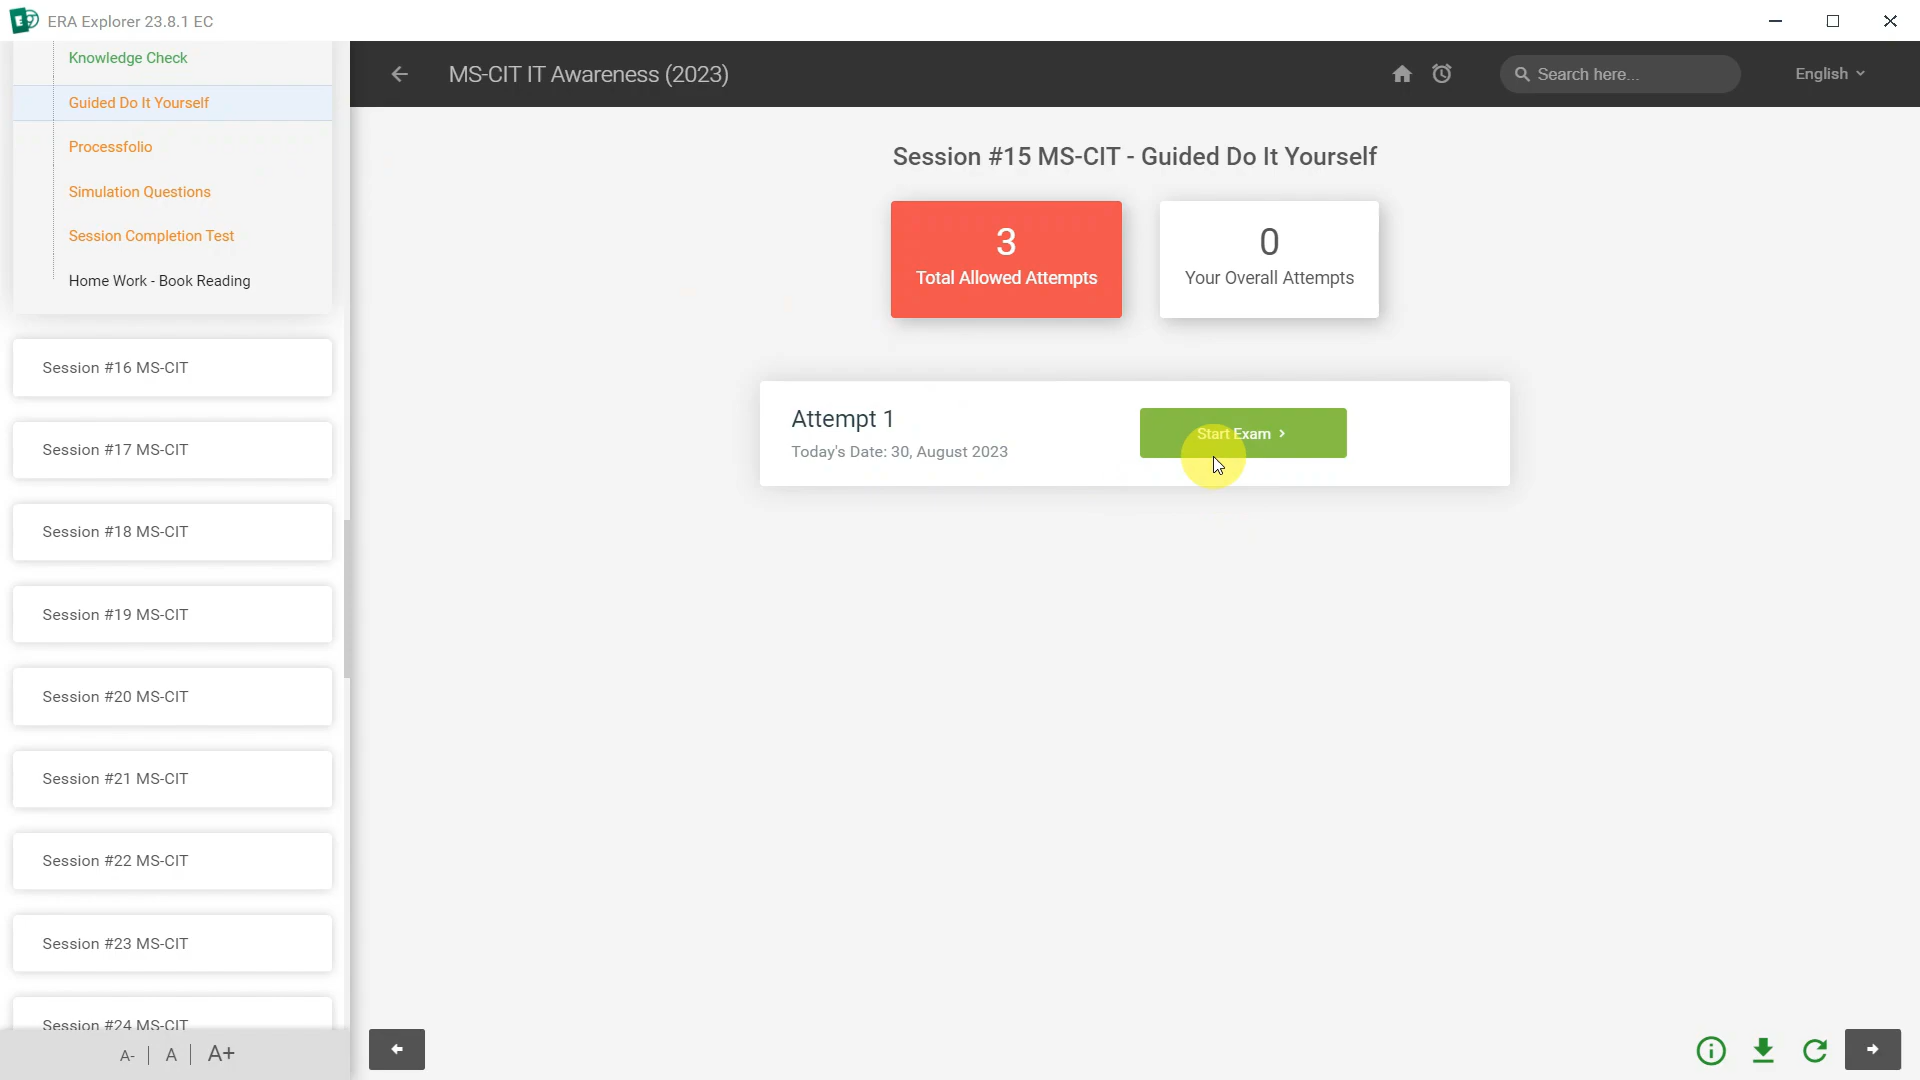 ERA Explorer 23.8.1 EC
Knowledge Check
Guided Do It Yourself
Processfolio
Simulation Questions
Session Completion Test
Home Work - Book Reading
Session #16 MS-CIT
Session #17 MS-CIT
Session #18 MS-CIT
Session #19 MS-CIT
Session #20 MS-CIT
Session #21 MS-CIT
Session #22 MS-CIT
Session #23 MS-CIT
Session #24 MS-CIT
A- | A | A+
MS-CIT IT Awareness (2023)
Search here...
English
Session #15 MS-CIT - Guided Do It Yourself
3
Total Allowed Attempts
0
Your Overall Attempts
Attempt 1
Today's Date: 30, August 2023
Start Exam